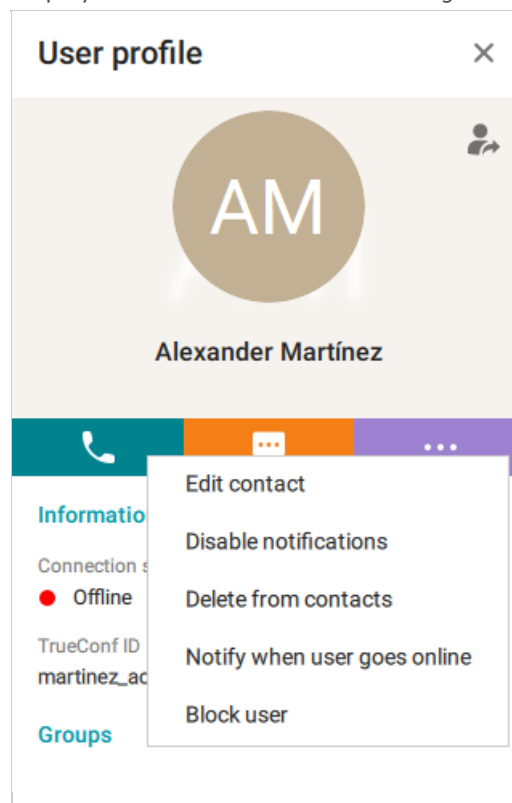 User profile
AM
Alexander Martínez
Edit contact
Information
Disable notifications
Connection s
Offline
Delete from contacts
TrueConf ID
Notify when user goes online
martinez_ac
Block user
Groups